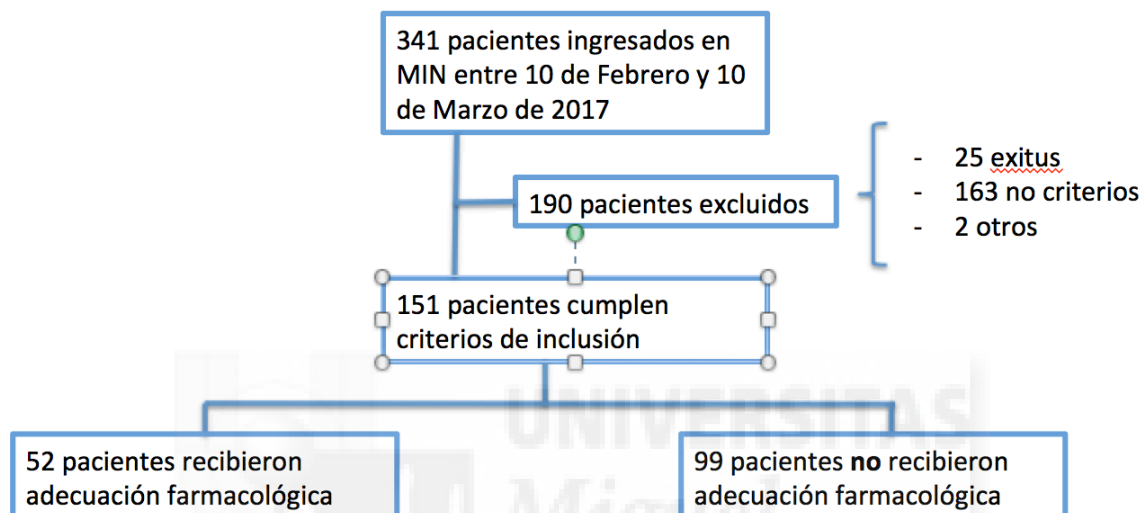 341 pacientes ingresados en
MIN entre 10 de Febrero y 10
de Marzo de 2017
190 pacientes excluidos
- 25 exitus
- 163 no criterios
- 2 otros
151 pacientes cumplen
criterios de inclusión
UNIVERSITAS
Miguel
52 pacientes recibieron
adecuación farmacológica
99 pacientes no recibieron
adecuación farmacológica